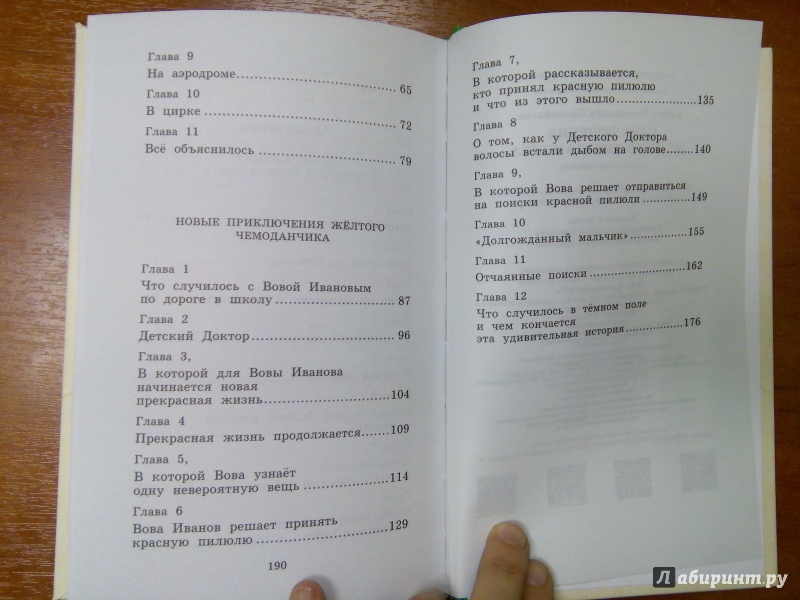 Глава 9
На аэродроме........................ 65
Глава 10
В цирке................................ 72
Глава 11
Всё объяснилось ..................... 79
НОВЫЕ ПРИКЛЮЧЕНИЯ ЖЁЛТОГО
ЧЕМОДАНЧИКА
Глава 1
Что случилось с Вовой Ивановым
по дороге в школу .................. 87
Глава 2
Детский Доктор ...................... 96
Глава 3,
В которой для Вовы Иванова
начинается новая
прекрасная жизнь................... 104
Глава 4
Прекрасная жизнь продолжается...... 109
Глава 5,
В которой Вова узнаёт
одну невероятную вещь .............. 114
Глава 6
Вова Иванов решает принять
красную пилюлю ..................... 129
190
Глава 7,
В которой рассказывается,
кто принял красную пилюлю
и что из этого вышло ............... 135
Глава 8
О том, как у Детского Доктора
волосы встали дыбом на голове....... 140
Глава 9,
В которой Вова решает отправиться
на поиски красной пилюли ........... 149
Глава 10
«Долгожданный мальчик» ............. 155
Глава 11
Отчаянные поиски ................... 162
Глава 12
Что случилось в тёмном поле
и чем кончается
эта удивительная история............ 176
Лабиринт.ру